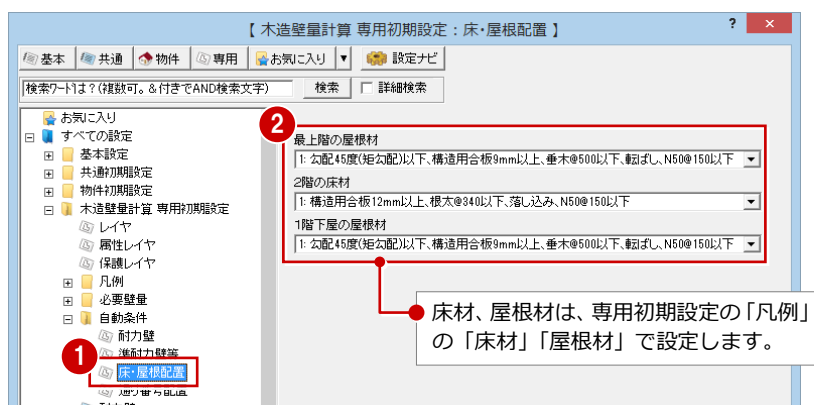 【 木造壁量計算 専用初期設定：床・屋根配置 】
? ×
基本 共通 物件 専用 お気に入り ▼ 設定ナビ
検索ワードは？(複数可。＆付きでAND検索文字) 検索 詳細検索
お気に入り
すべての設定
基本設定
共通初期設定
物件初期設定
木造壁量計算 専用初期設定
レイヤ
属性レイヤ
保護レイヤ
凡例
必要壁量
自動条件
耐力壁
準耐力壁等
床・屋根配置
通り番号配置
1
2
最上階の屋根材
1: 勾配45度(矩勾配)以下、構造用合板9mm以上、垂木@500以下、転ばし、N50@150以下
2階の床材
1: 構造用合板12mm以上、根太@340以下、落し込み、N50@150以下
1階下屋の屋根材
1: 勾配45度(矩勾配)以下、構造用合板9mm以上、垂木@500以下、転ばし、N50@150以下
床材、屋根材は、専用初期設定の「凡例」
の「床材」「屋根材」で設定します。